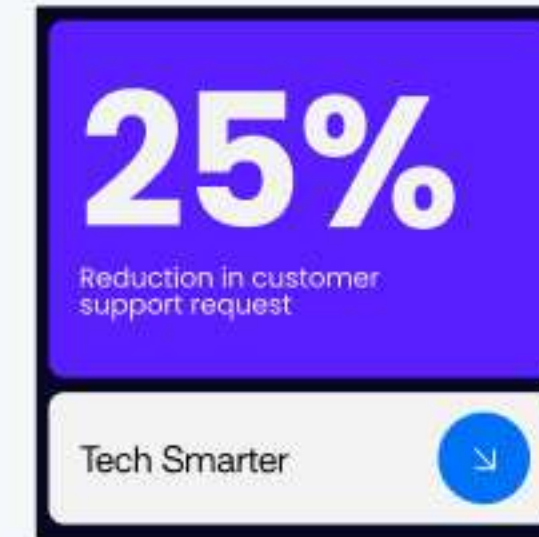 25%
Reduction in customer
support request
Tech Smarter